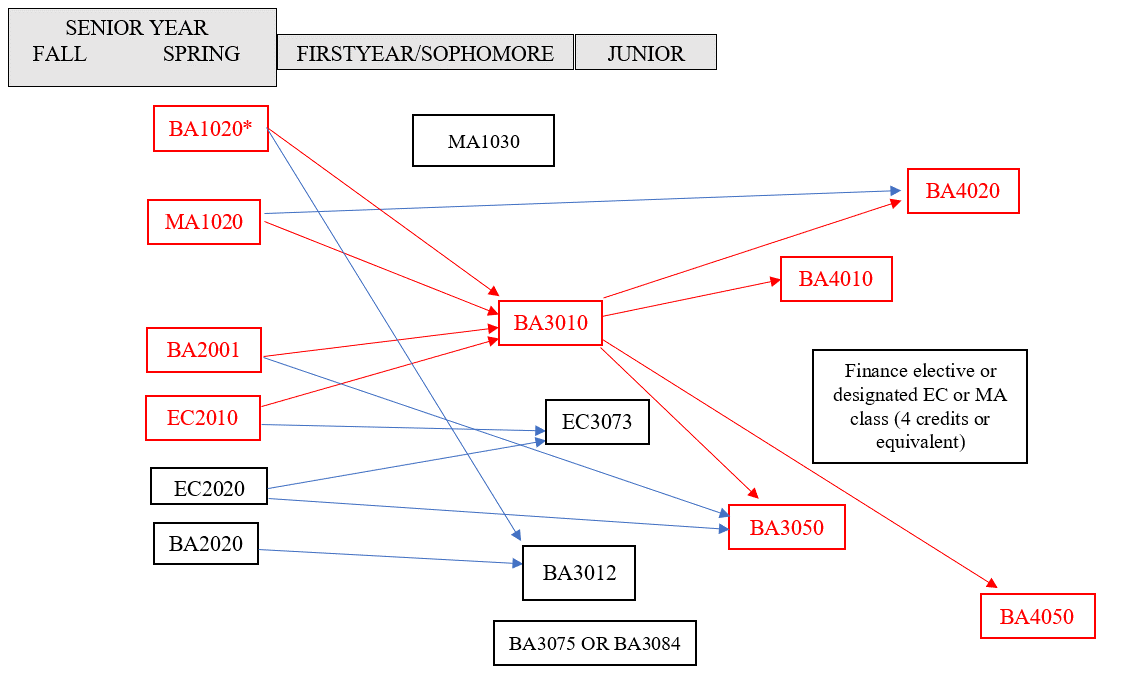 SENIOR YEAR
FALL SPRING
FIRSTYEAR/SOPHOMORE
JUNIOR
BA1020*
MA1030
MA1020
BA4020
BA4010
BA3010
BA2001
Finance elective or
designated EC or MA
class (4 credits or
equivalent)
EC2010
EC3073
EC2020
BA3050
BA2020
BA3012
BA4050
BA3075 OR BA3084